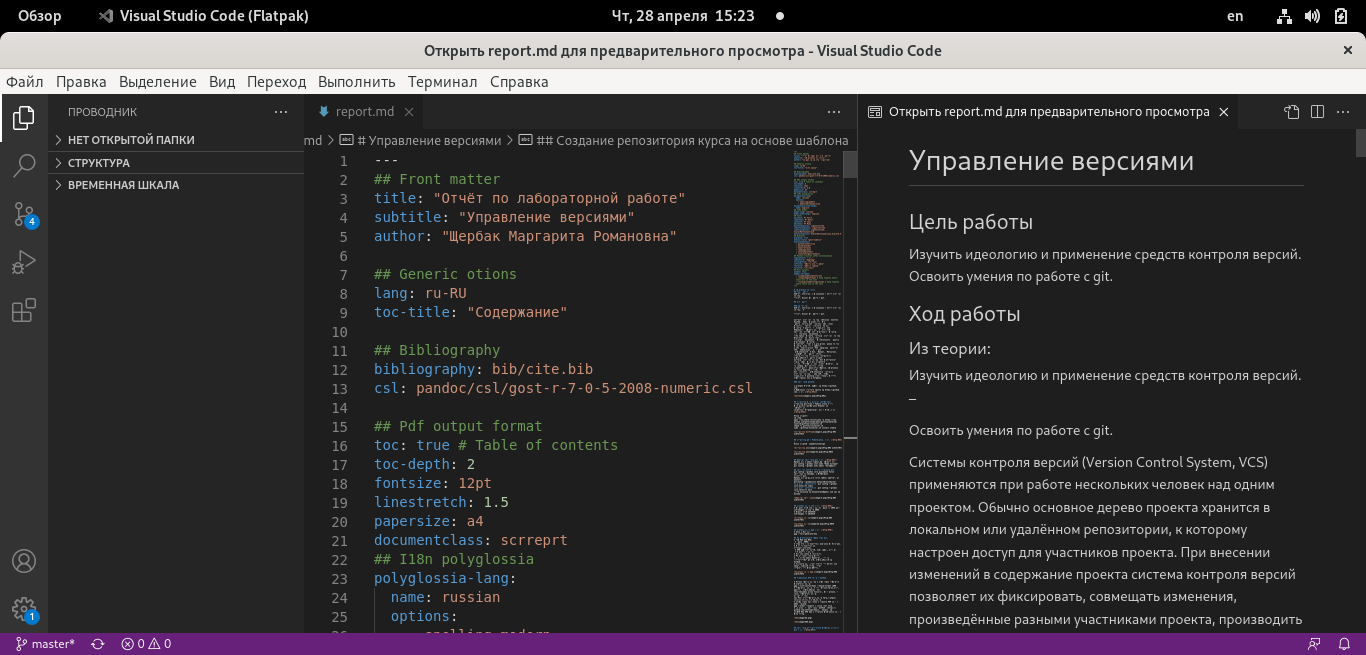 Обзор
Visual Studio Code (Flatpak)
Чт, 28 апреля 15:23
en
Открыть report.md для предварительного просмотра - Visual Studio Code
Файл Правка Выделение Вид Переход Выполнить Терминал Справка
ПРОВОДНИК
НЕТ ОТКРЫТОЙ ПАПКИ
СТРУКТУРА
ВРЕМЕННАЯ ШКАЛА
4
1
report.md
md > # Управление версиями > ## Создание репозитория курса на основе шаблона
1 ---
2 ## Front matter
3 title: "Отчёт по лабораторной работе"
4 subtitle: "Управление версиями"
5 author: "Щербак Маргарита Романовна"
6
7 ## Generic otions
8 lang: ru-RU
9 toc-title: "Содержание"
10
11 ## Bibliography
12 bibliography: bib/cite.bib
13 csl: pandoc/csl/gost-r-7-0-5-2008-numeric.csl
14
15 ## Pdf output format
16 toc: true # Table of contents
17 toc-depth: 2
18 fontsize: 12pt
19 linestretch: 1.5
20 papersize: a4
21 documentclass: scrreprt
22 ## I18n polyglossia
23 polyglossia-lang:
24 name: russian
25 options:
Открыть report.md для предварительного просмотра
Управление версиями
Цель работы
Изучить идеологию и применение средств контроля версий.
Освоить умения по работе с git.
Ход работы
Из теории:
Изучить идеологию и применение средств контроля версий.
–
Освоить умения по работе с git.
Системы контроля версий (Version Control System, VCS)
применяются при работе нескольких человек над одним
проектом. Обычно основное дерево проекта хранится в
локальном или удалённом репозитории, к которому
настроен доступ для участников проекта. При внесении
изменений в содержание проекта система контроля версий
позволяет их фиксировать, совмещать изменения,
произведённые разными участниками проекта, производить
master*
0 0